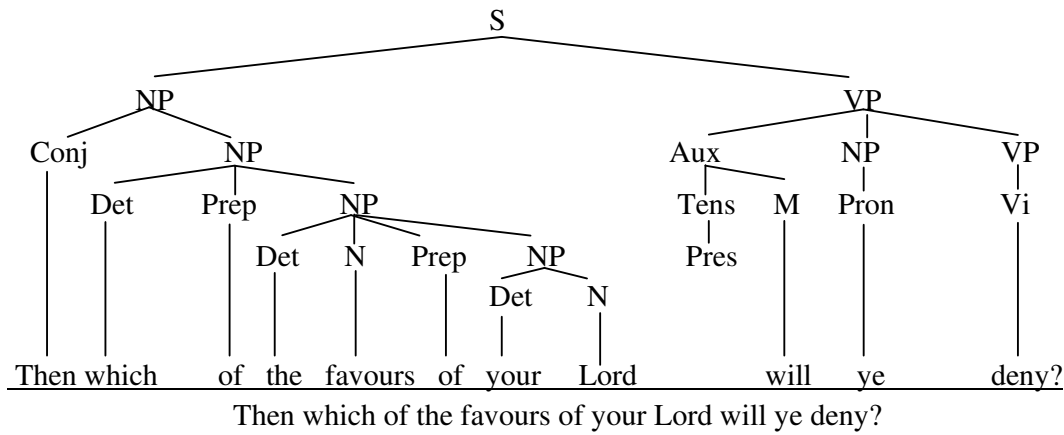 S
NP VP
Conj NP Aux NP VP
Det Prep NP Tens M Pron Vi
Det N Prep NP Pres
Det N
Then which of the favours of your Lord will ye deny?
Then which of the favours of your Lord will ye deny?